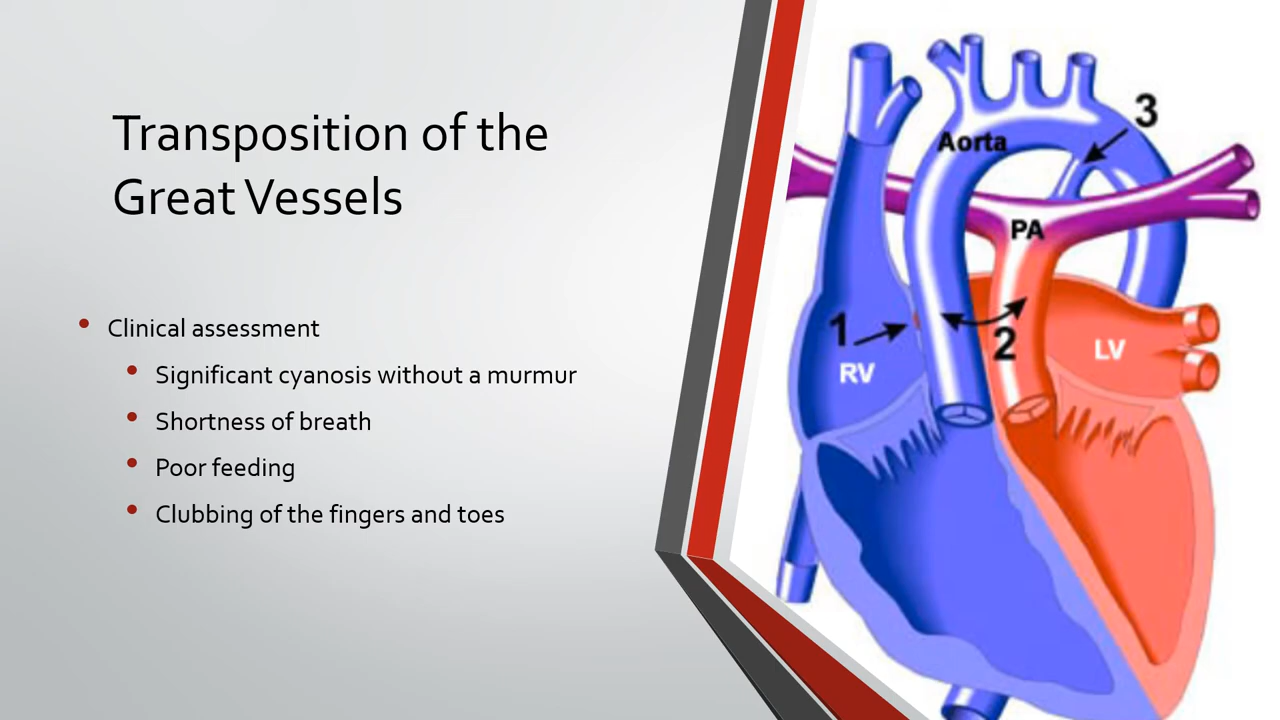 Transposition of the
Great Vessels
• Clinical assessment
• Significant cyanosis without a murmur
• Shortness of breath
• Poor feeding
• Clubbing of the fingers and toes
3
Aorta
PA
1
2
LV
RV